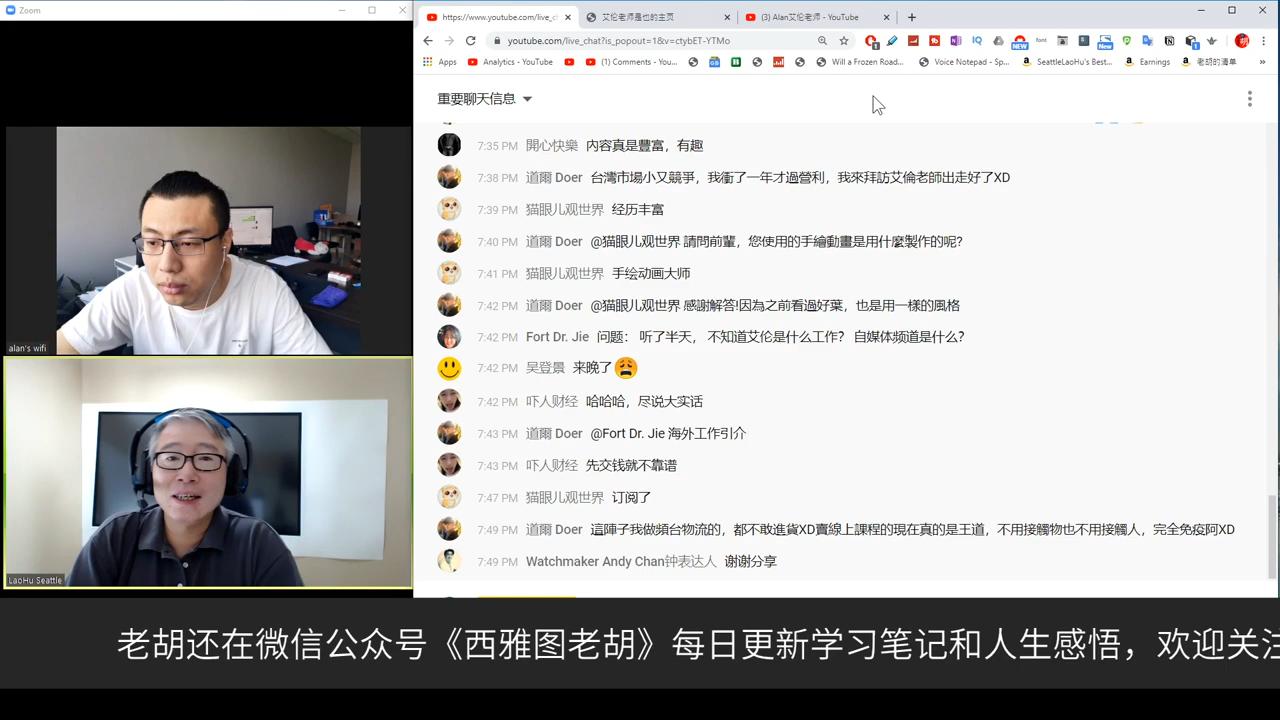 Zoom
https://www.youtube.com/live_c
艾伦老师是也的主页
(3) Alan艾伦老师 - YouTube
youtube.com/live_chat?is_popout=1&v=ctybET-YTMo
Apps
Analytics - YouTube
(1) Comments - You...
Will a Frozen Road...
Voice Notepad - Sp...
SeattleLaoHu's Best...
Earnings
老胡的清单
重要聊天信息
7:35 PM 開心快樂 內容真是豐富，有趣
7:38 PM 道爾 Doer 台灣市場小又競爭，我衝了一年才過營利，我來拜訪艾倫老師出走好了XD
7:39 PM 猫眼儿观世界 经历丰富
7:40 PM 道爾 Doer @猫眼儿观世界 請問前輩，您使用的手繪動畫是用什麼製作的呢?
7:41 PM 猫眼儿观世界 手绘动画大师
7:42 PM 道爾 Doer @猫眼儿观世界 感謝解答!因為之前看過好葉，也是用一樣的風格
7:42 PM Fort Dr. Jie 问题： 听了半天， 不知道艾伦是什么工作？ 自媒体频道是什么？
7:42 PM 吴登景 来晚了
7:42 PM 吓人财经 哈哈哈，尽说大实话
7:43 PM 道爾 Doer @Fort Dr. Jie 海外工作引介
7:43 PM 吓人财经 先交钱就不靠谱
7:47 PM 猫眼儿观世界 订阅了
7:49 PM 道爾 Doer 這陣子我做頻台物流的，都不敢進貨XD賣線上課程的現在真的是王道，不用接觸物也不用接觸人，完全免疫阿XD
7:49 PM Watchmaker Andy Chan钟表达人 谢谢分享
alan's wifi
LaoHu Seattle
老胡还在微信公众号《西雅图老胡》每日更新学习笔记和人生感悟，欢迎关注